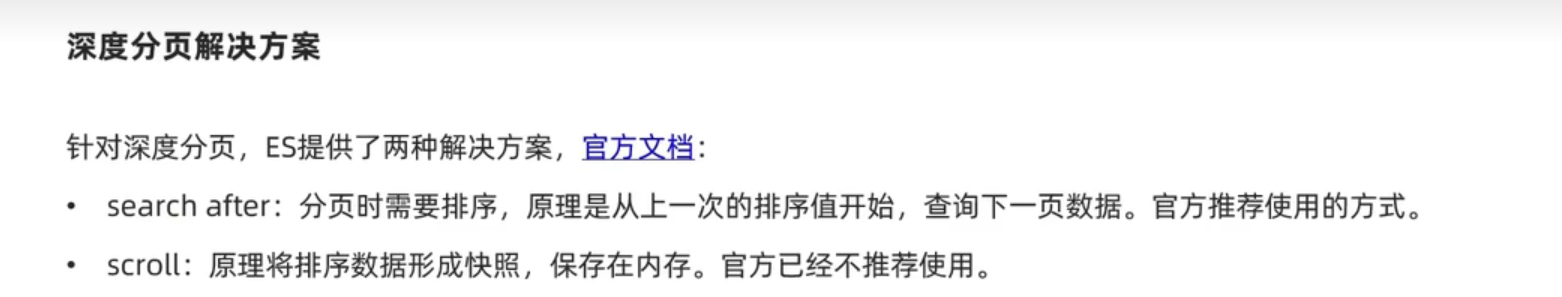 深度分页解决方案
针对深度分页，ES提供了两种解决方案，官方文档：
• search after：分页时需要排序，原理是从上一次的排序值开始，查询下一页数据。官方推荐使用的方式。
• scroll：原理将排序数据形成快照，保存在内存。官方已经不推荐使用。